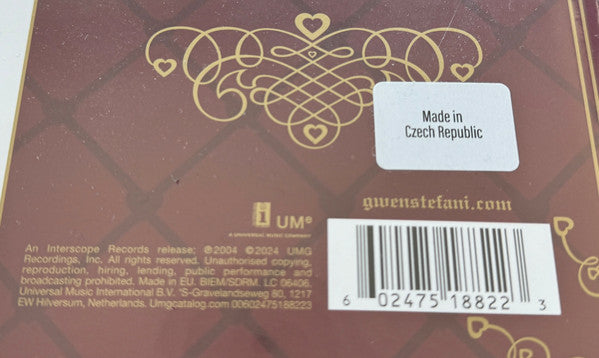 Made in
Czech Republic
gwenstefani.com
i UMe
A UNIVERSAL MUSIC COMPANY
An Interscope Records release; ℗2004 ©2024 UMG
Recordings, Inc. All rights reserved. Unauthorised copying,
reproduction, hiring, lending, public performance and
broadcasting prohibited. Made in EU. BIEM/SDRM. LC 06406.
Universal Music International B.V. 'S-Gravelandseweg 80, 1217
EW Hilversum, Netherlands. Umgcatalog.com 00602475188223
6 02475 18822 3